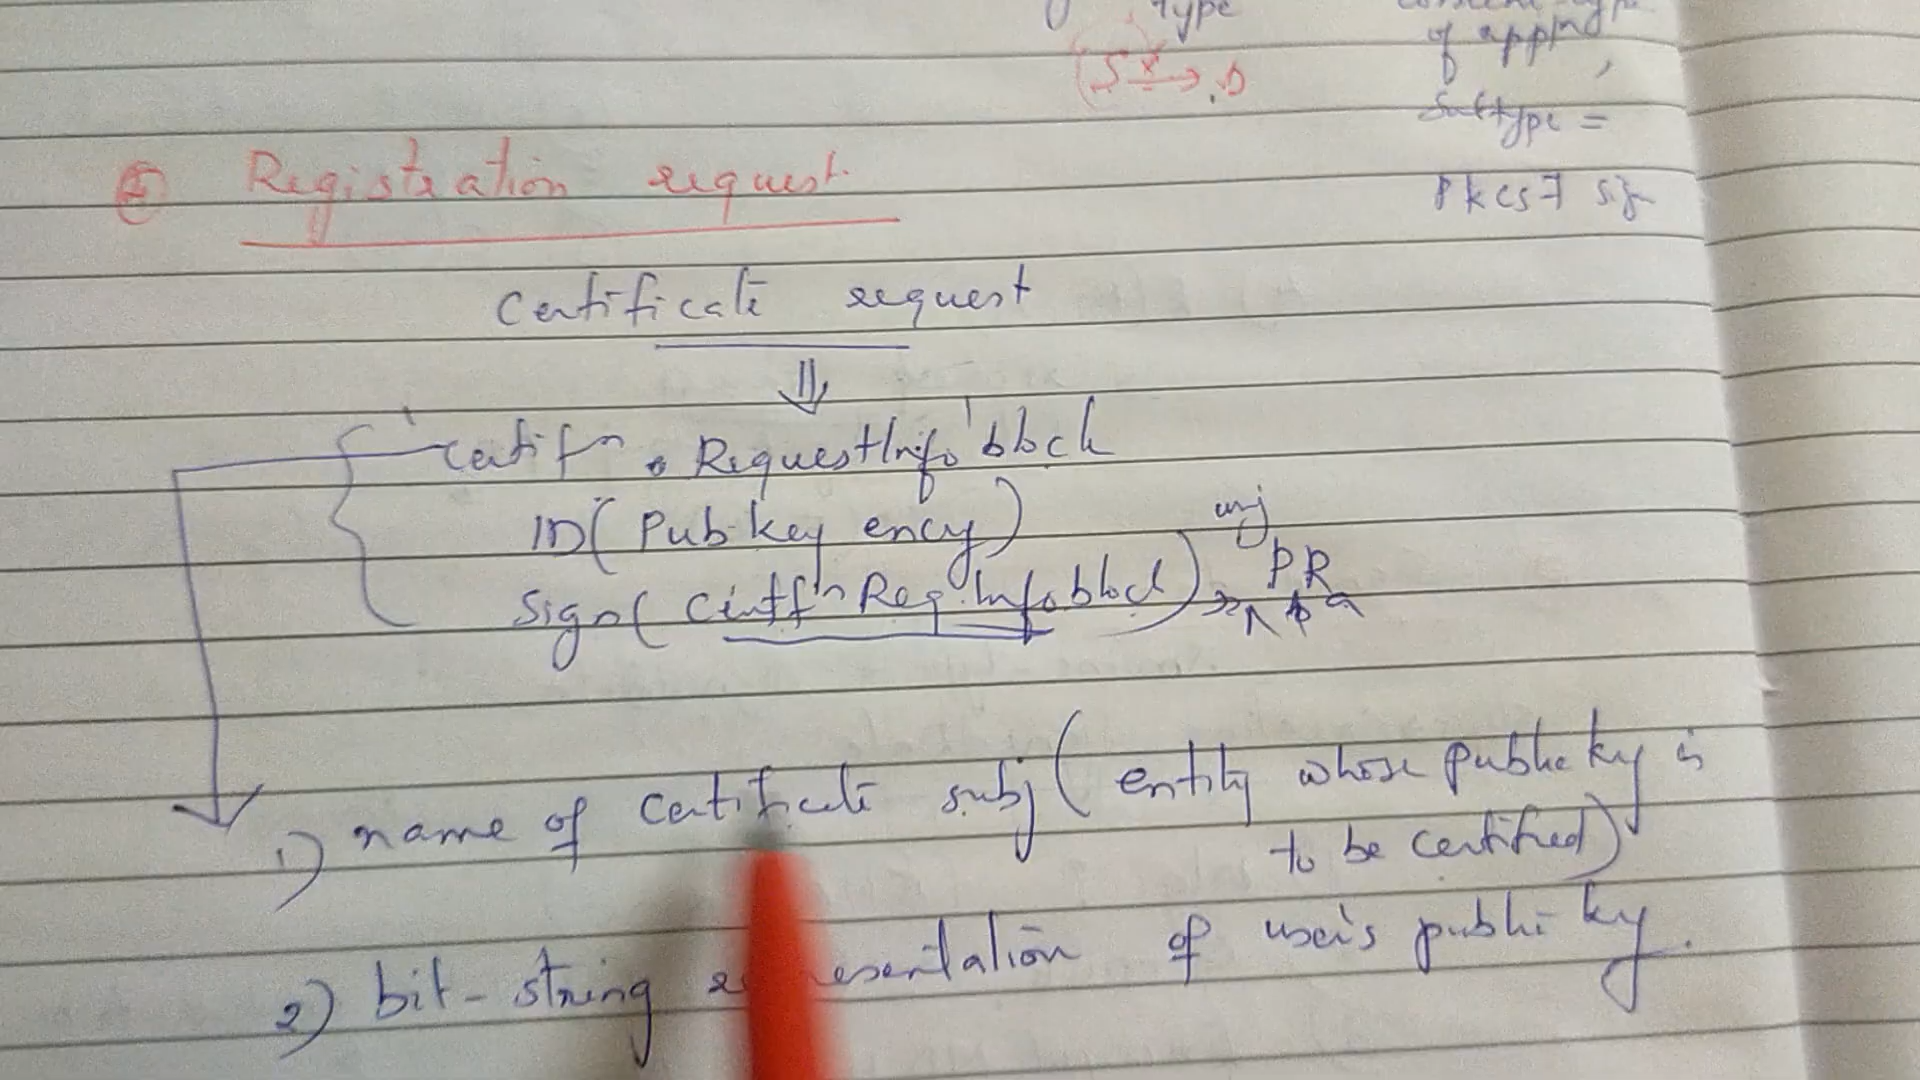 type
of appln,
S x→ D
Subtype =
PKCS7 sign
Registration request.
Certificate request
⇓
Certifn RequestInfo block
ID( Pub. key ency)
Sign( Certfn Req. Info block) → using PR
1) name of certificate subj ( entity whose public key is
to be certified)
2) bit-string representation of user's public key.